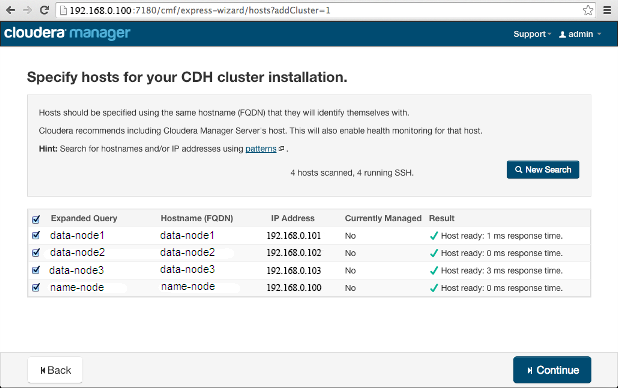 192.168.0.100:7180/cmf/express-wizard/hosts?addCluster=1
cloudera manager Support admin
Specify hosts for your CDH cluster installation.
Hosts should be specified using the same hostname (FQDN) that they will identify themselves with.
Cloudera recommends including Cloudera Manager Server's host. This will also enable health monitoring for that host.
Hint: Search for hostnames and/or IP addresses using patterns .
4 hosts scanned, 4 running SSH. New Search
Expanded Query Hostname (FQDN) IP Address Currently Managed Result
data-node1 data-node1 192.168.0.101 No Host ready: 1 ms response time.
data-node2 data-node2 192.168.0.102 No Host ready: 0 ms response time.
data-node3 data-node3 192.168.0.103 No Host ready: 3 ms response time.
name-node name-node 192.168.0.100 No Host ready: 0 ms response time.
Back Continue